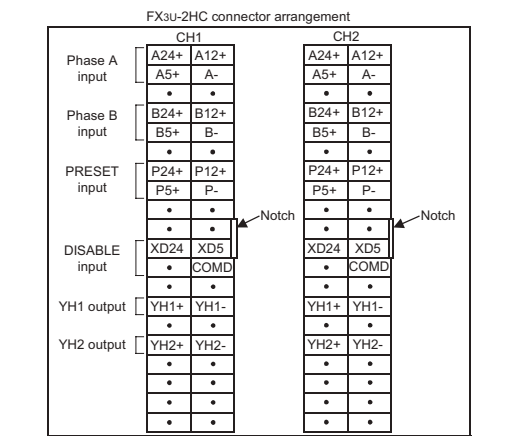 FX3U-2HC connector arrangement
CH1 CH2
A24+ A12+ A24+ A12+
Phase A
input
A5+ A- A5+ A-
• • • •
B24+ B12+ B24+ B12+
Phase B
input
B5+ B- B5+ B-
• • • •
P24+ P12+ P24+ P12+
PRESET
input
P5+ P- P5+ P-
• • • •
Notch Notch
• • • •
XD24 XD5 XD24 XD5
DISABLE
input
• COMD • COMD
• • • •
YH1 output YH1+ YH1- YH1+ YH1-
• • • •
YH2 output YH2+ YH2- YH2+ YH2-
• • • •
• • • •
• • • •
• • • •